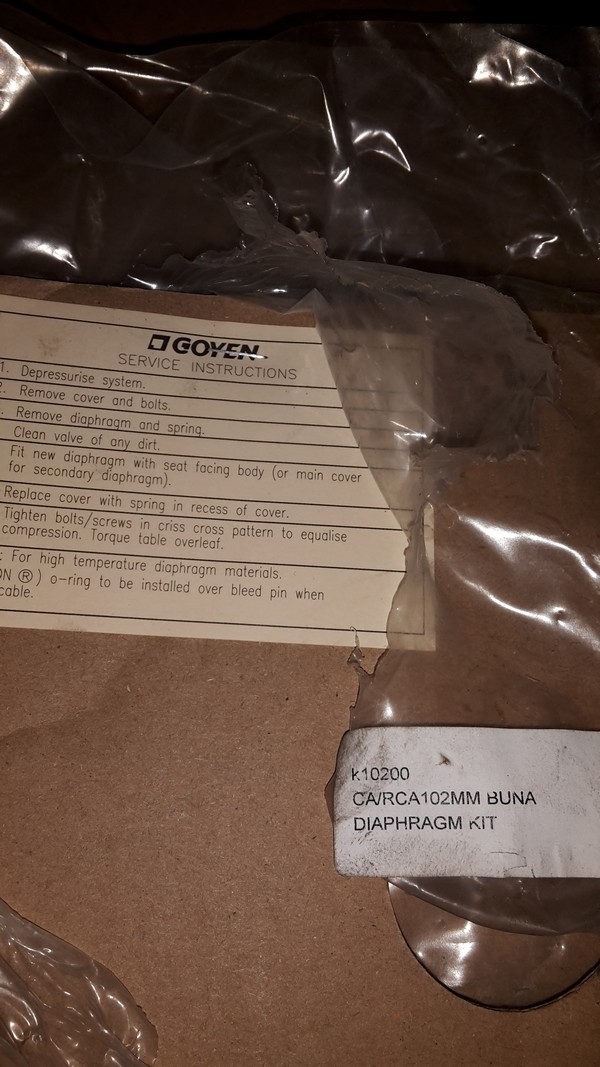 GOYEN
SERVICE INSTRUCTIONS
1. Depressurise system.
2. Remove cover and bolts.
Remove diaphragm and spring.
Clean valve of any dirt.
Fit new diaphragm with seat facing body (or main cover
for secondary diaphragm).
Replace cover with spring in recess of cover.
Tighten bolts/screws in criss cross pattern to equalise
compression. Torque table overleaf.
: For high temperature diaphragm materials.
ON ®) o-ring to be installed over bleed pin when
cable.
k10200
CA/RCA102MM BUNA
DIAPHRAGM KIT